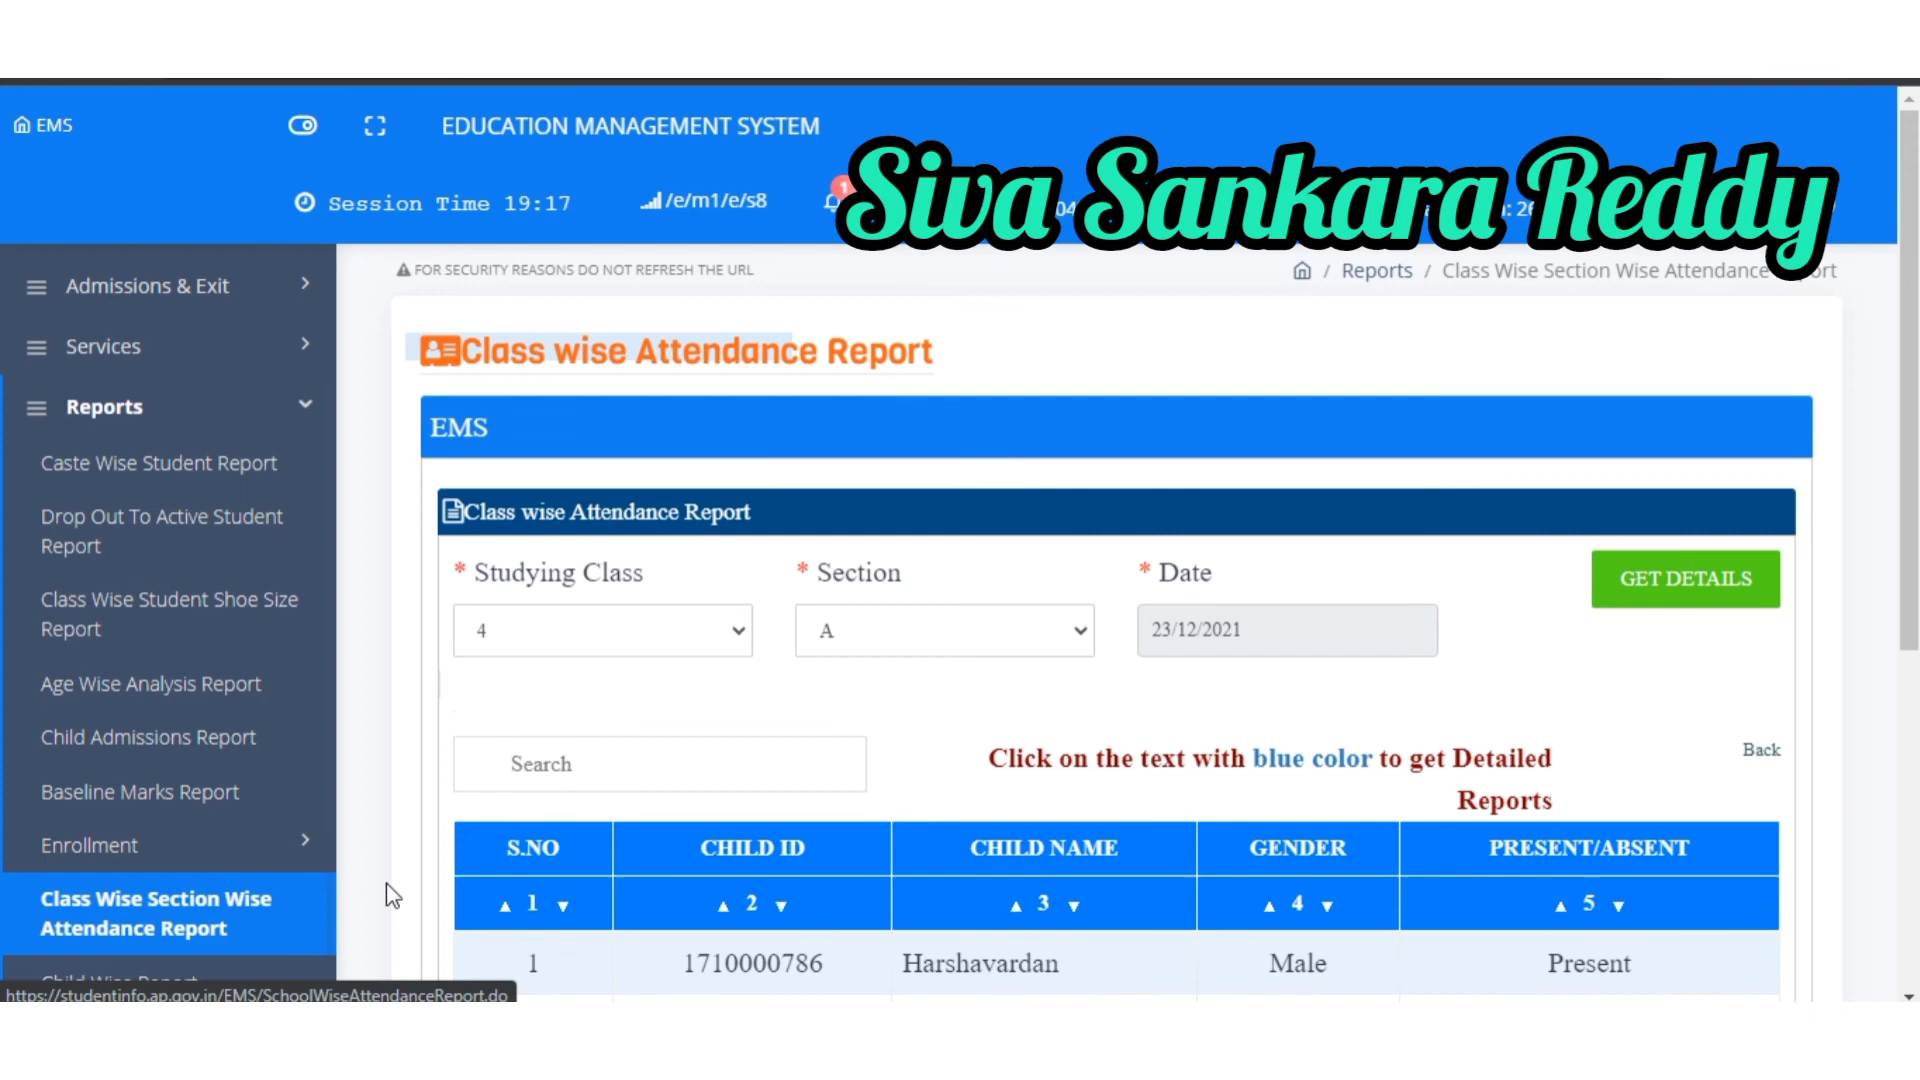 EMS
EDUCATION MANAGEMENT SYSTEM
Siva Sankara Reddy
Session Time 19:17
/e/m1/e/s8
1
FOR SECURITY REASONS DO NOT REFRESH THE URL
/ Reports / Class Wise Section Wise Attendance
Admissions & Exit
Services
Reports
Caste Wise Student Report
Drop Out To Active Student
Report
Class Wise Student Shoe Size
Report
Age Wise Analysis Report
Child Admissions Report
Baseline Marks Report
Enrollment
Class Wise Section Wise
Attendance Report
Child Wise Report
https://studentinfo.ap.gov.in/EMS/SchoolWiseAttendanceReport.do
Class wise Attendance Report
EMS
Class wise Attendance Report
* Studying Class * Section * Date
GET DETAILS
4 A 23/12/2021
Search
Click on the text with blue color to get Detailed
Reports
Back
S.NO CHILD ID CHILD NAME GENDER PRESENT/ABSENT
▲ 1 ▼ ▲ 2 ▼ ▲ 3 ▼ ▲ 4 ▼ ▲ 5 ▼
1 1710000786 Harshavardan Male Present